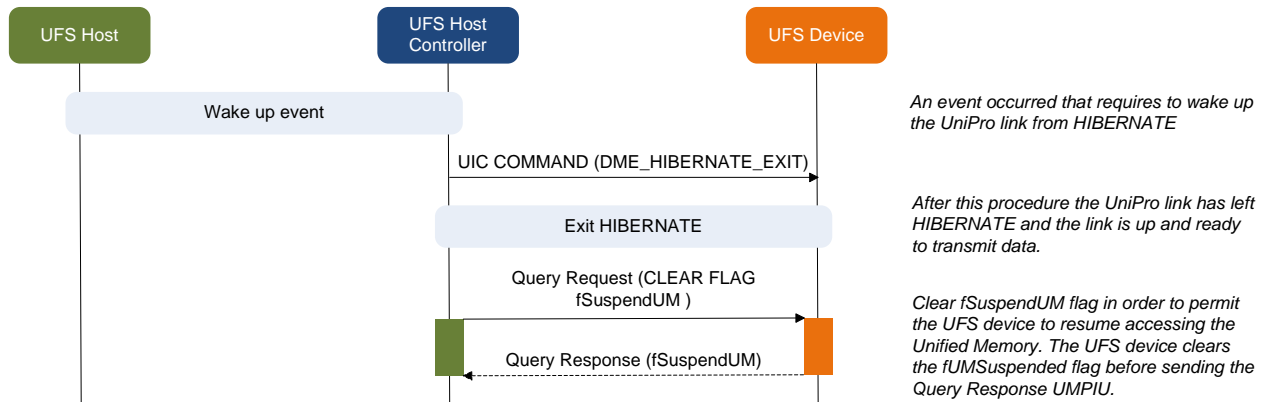 UFS Host
UFS Host
Controller
UFS Device
Wake up event
An event occurred that requires to wake up
the UniPro link from HIBERNATE
UIC COMMAND (DME_HIBERNATE_EXIT)
Exit HIBERNATE
After this procedure the UniPro link has left
HIBERNATE and the link is up and ready
to transmit data.
Query Request (CLEAR FLAG
fSuspendUM )
Query Response (fSuspendUM)
Clear fSuspendUM flag in order to permit
the UFS device to resume accessing the
Unified Memory. The UFS device clears
the fUMSuspended flag before sending the
Query Response UMPIU.